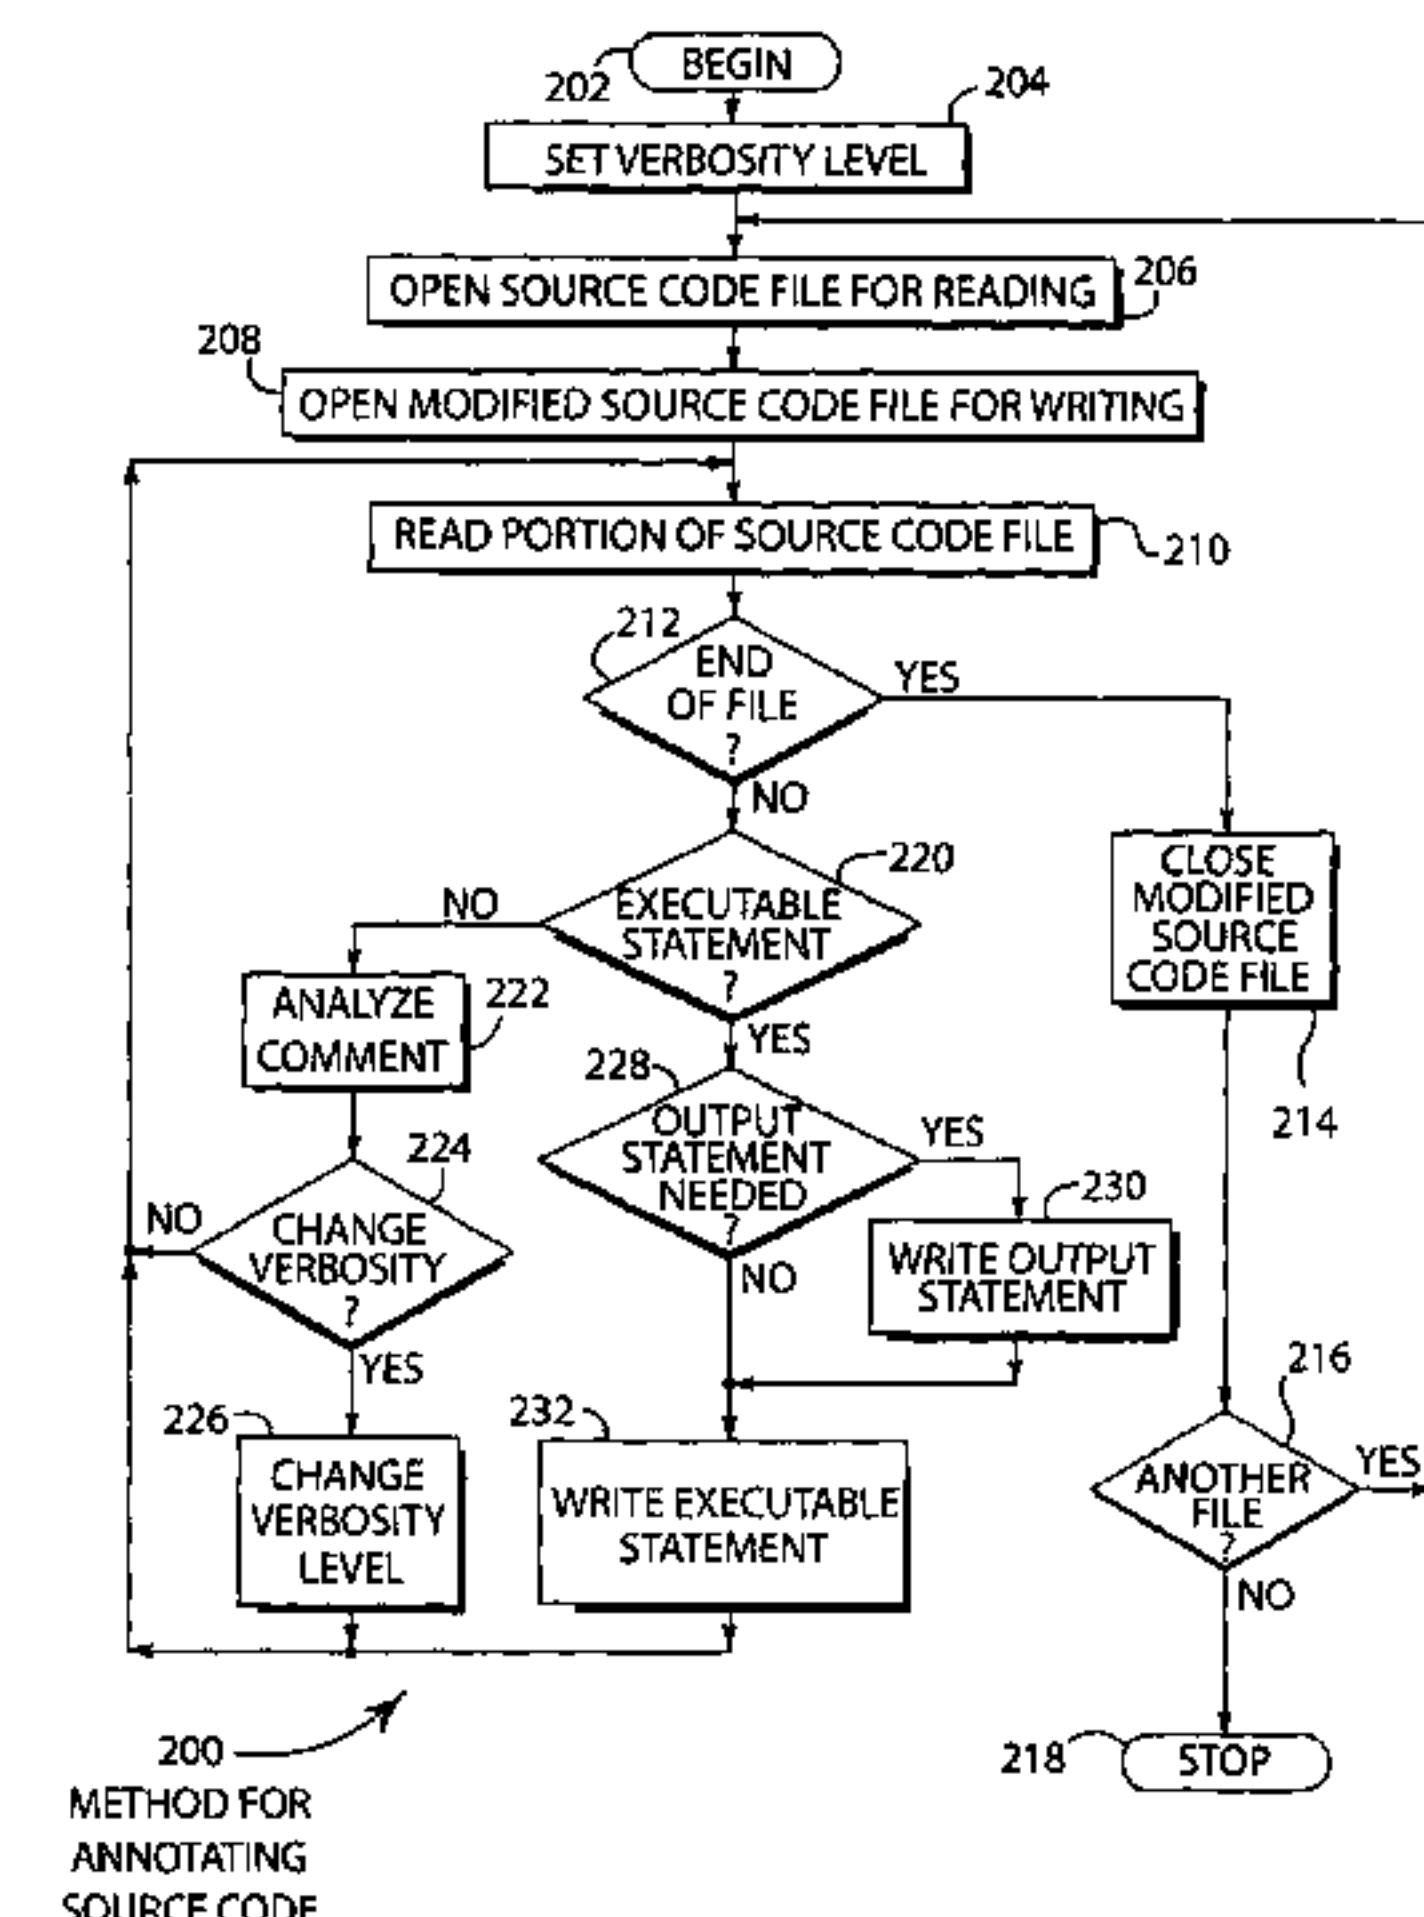 BEGIN
202
204
SET VERBOSITY LEVEL
OPEN SOURCE CODE FILE FOR READING
206
208
OPEN MODIFIED SOURCE CODE FILE FOR WRITING
READ PORTION OF SOURCE CODE FILE
210
212
END
OF FILE
?
YES
NO
220
EXECUTABLE
STATEMENT
?
NO
YES
CLOSE
MODIFIED
SOURCE
CODE FILE
214
ANALYZE
COMMENT
222
228
OUTPUT
STATEMENT
NEEDED
?
YES
NO
224
CHANGE
VERBOSITY
?
NO
YES
230
WRITE OUTPUT
STATEMENT
216
ANOTHER
FILE
?
YES
NO
226
CHANGE
VERBOSITY
LEVEL
232
WRITE EXECUTABLE
STATEMENT
218
STOP
200
METHOD FOR
ANNOTATING
SOURCE CODE